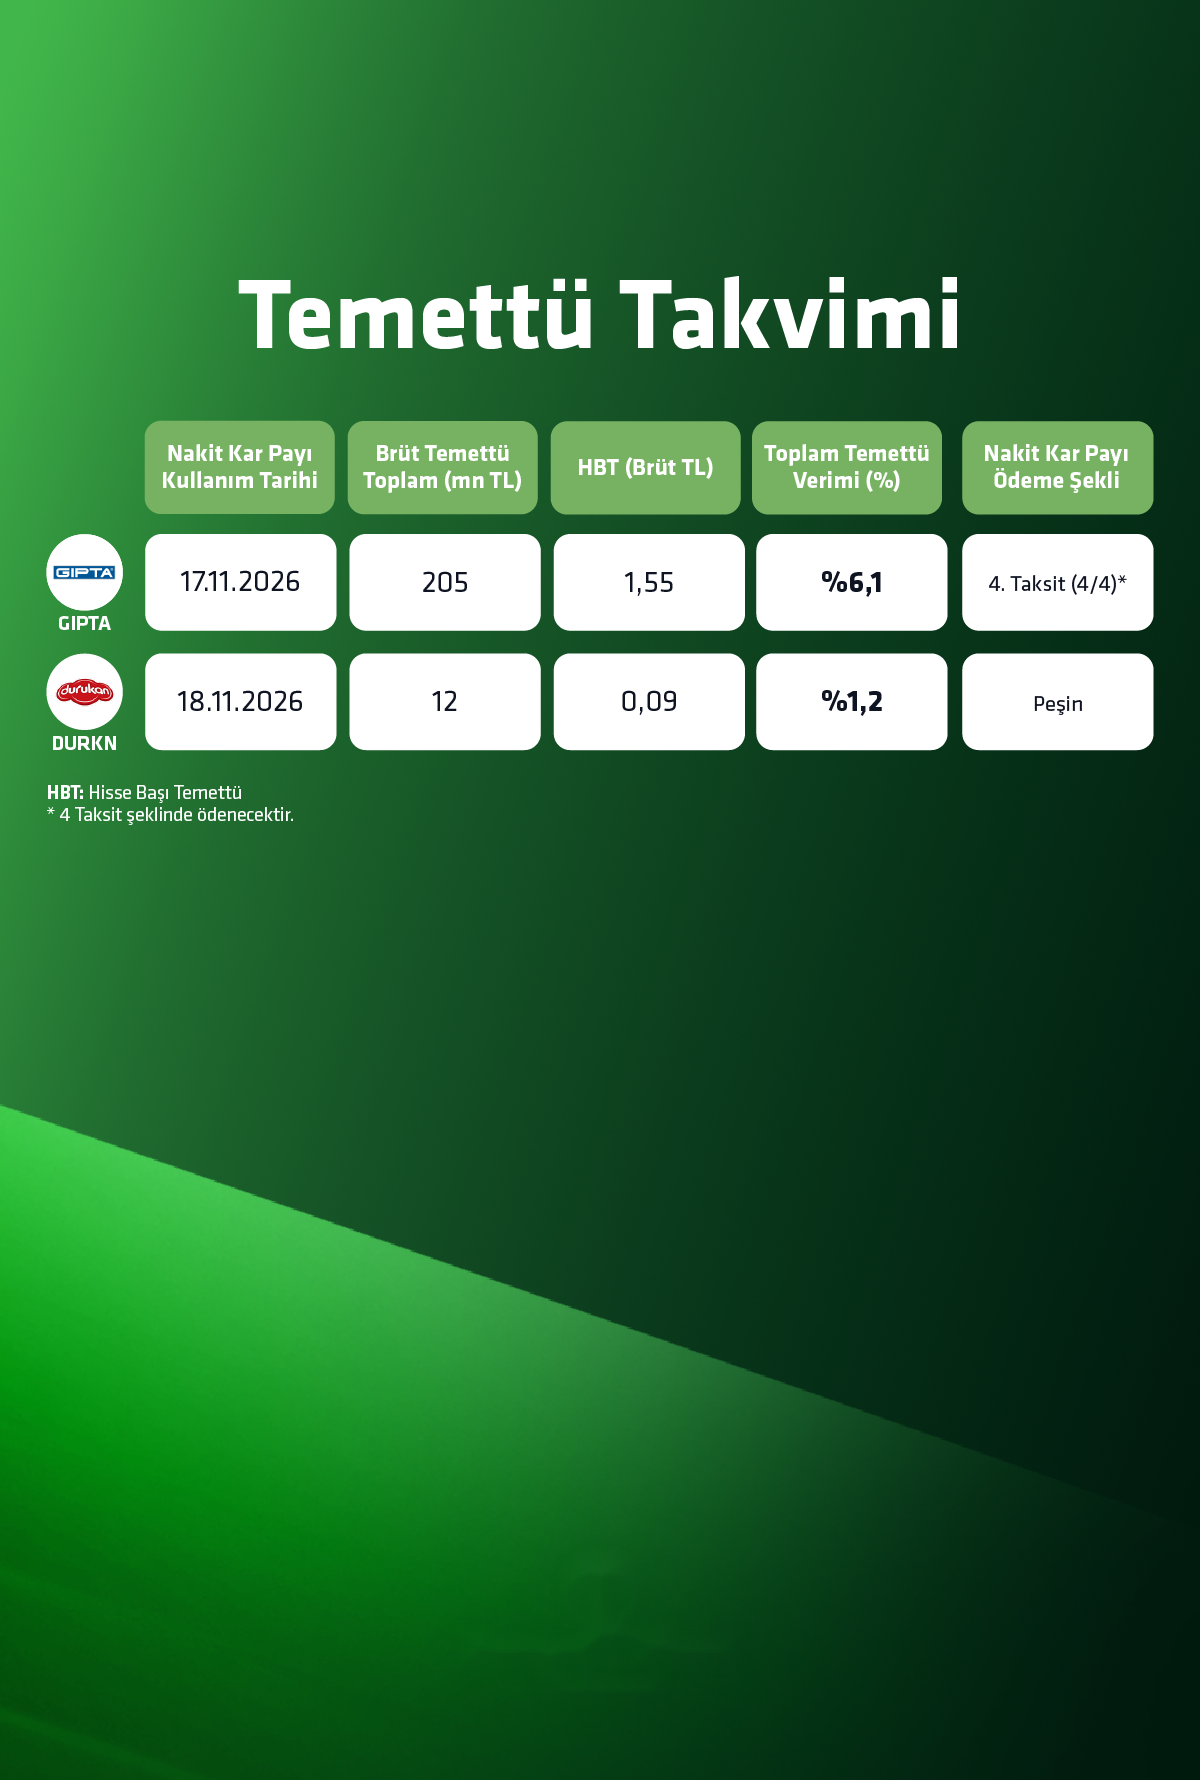 Temettü Takvimi
Nakit Kar Payı
Kullanım Tarihi
Brüt Temettü
Toplam (mn TL)
HBT (Brüt TL)
Toplam Temettü
Verimi (%)
Nakit Kar Payı
Ödeme Şekli
GIPTA
GIPTA
17.11.2026
205
1,55
%6,1
4. Taksit (4/4)*
durukan
DURKN
18.11.2026
12
0,09
%1,2
Peşin
HBT: Hisse Başı Temettü
* 4 Taksit şeklinde ödenecektir.